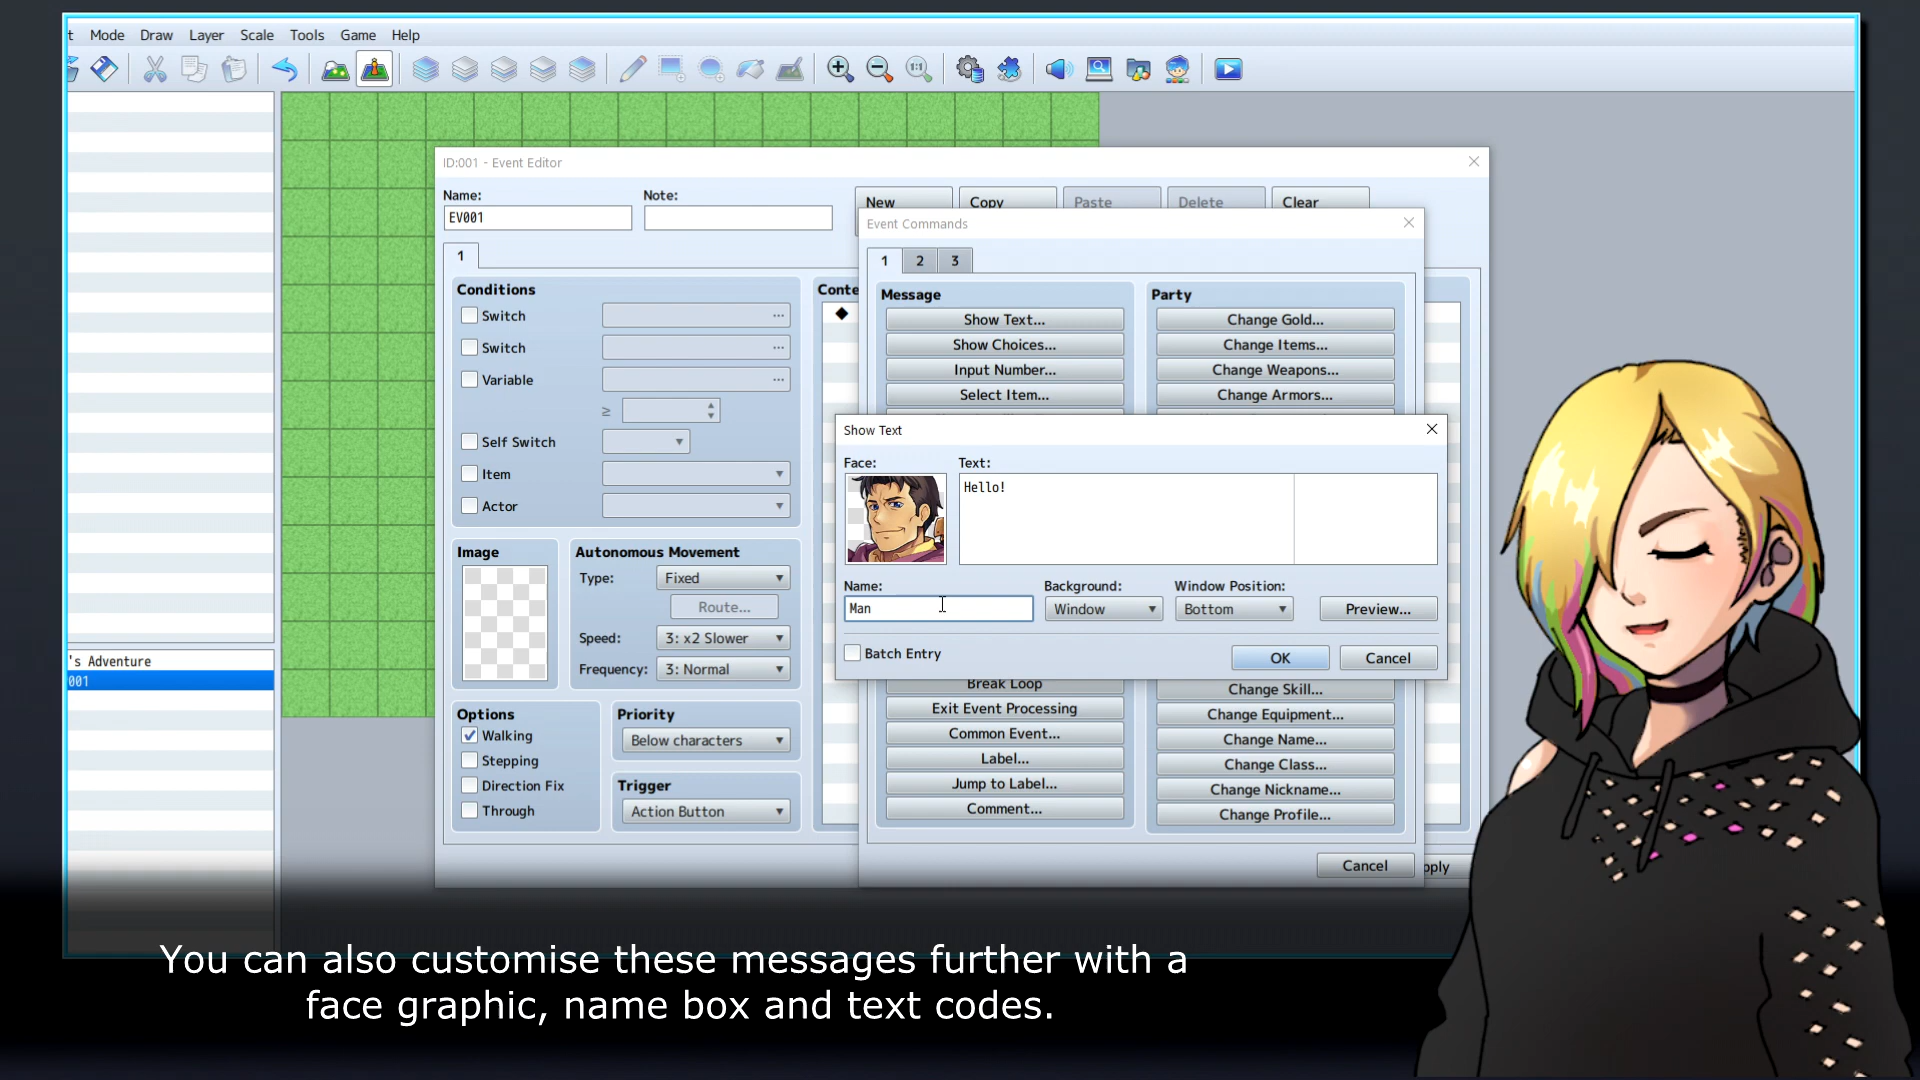 t Mode Draw Layer Scale Tools Game Help
1:1
ID:001 - Event Editor
Name: Note:
EV001
New Copy Paste Delete Clear
1
Conditions
Switch ...
Switch ...
Variable ...
≥
Self Switch
Item
Actor
Image
Autonomous Movement
Type: Fixed
Route...
Speed: 3: x2 Slower
Frequency: 3: Normal
Options
Walking
Stepping
Direction Fix
Through
Priority
Below characters
Trigger
Action Button
Conte
Event Commands
1 2 3
Message
Show Text...
Show Choices...
Input Number...
Select Item...
Party
Change Gold...
Change Items...
Change Weapons...
Change Armors...
Show Text
Face: Text:
Hello!
Name: Background: Window Position:
Man Window Bottom Preview...
Batch Entry OK Cancel
Break Loop
Exit Event Processing
Common Event...
Label...
Jump to Label...
Comment...
Change Skill...
Change Equipment...
Change Name...
Change Class...
Change Nickname...
Change Profile...
Cancel
pply
's Adventure
001
You can also customise these messages further with a
face graphic, name box and text codes.